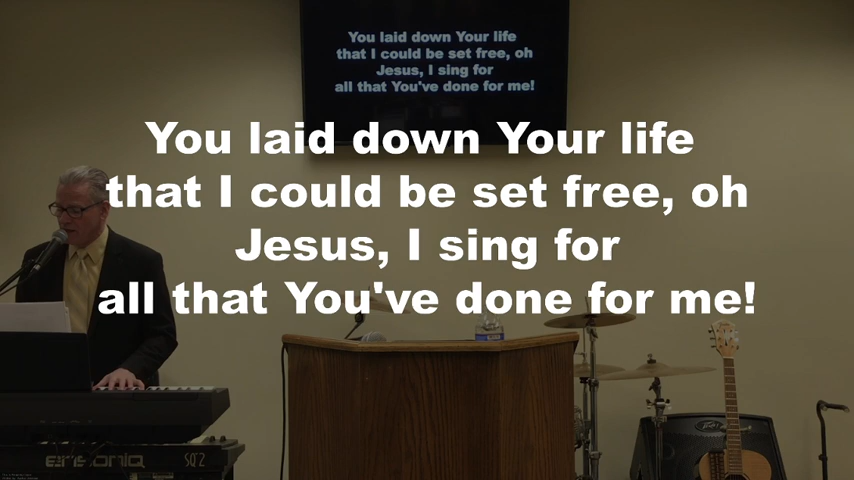 You laid down Your life
that I could be set free, oh
Jesus, I sing for
all that You've done for me!
You laid down Your life
that I could be set free, oh
Jesus, I sing for
all that You've done for me!
ensoniq SQ2
PEAVEY